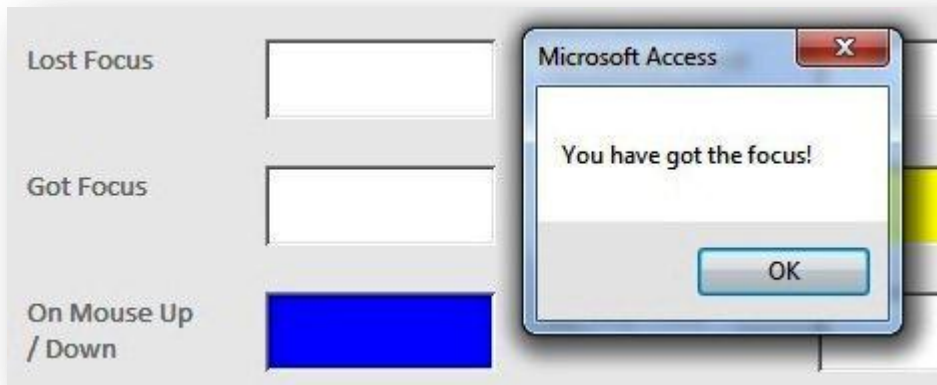 Lost Focus
Microsoft Access
You have got the focus!
Got Focus
OK
On Mouse Up
/ Down